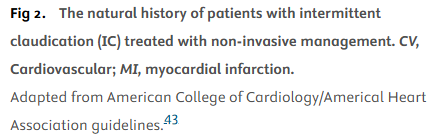 Fig 2. The natural history of patients with intermittent
claudication (IC) treated with non-invasive management. CV,
Cardiovascular; MI, myocardial infarction.
Adapted from American College of Cardiology/Americal Heart
Association guidelines.43